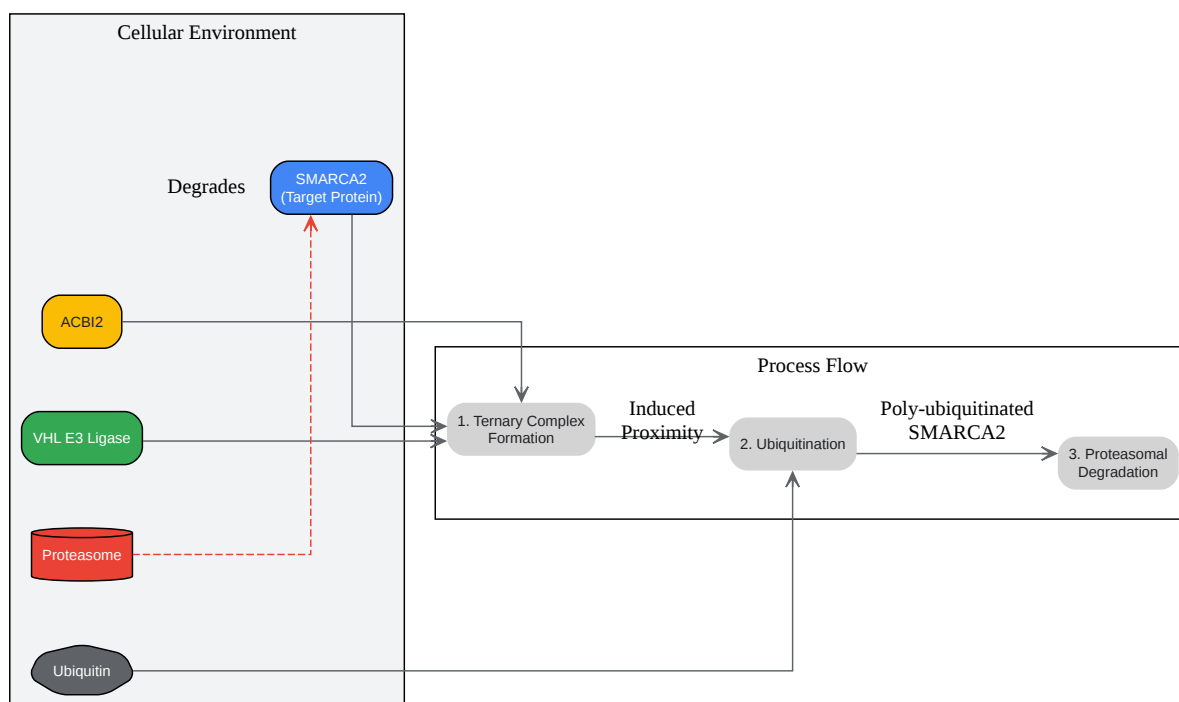 Cellular Environment
Degrades
SMARCA2
(Target Protein)
ACBI2
VHL E3 Ligase
Proteasome
Ubiquitin
Process Flow
1. Ternary Complex
Formation
Induced
Proximity
2. Ubiquitination
Poly-ubiquitinated
SMARCA2
3. Proteasomal
Degradation